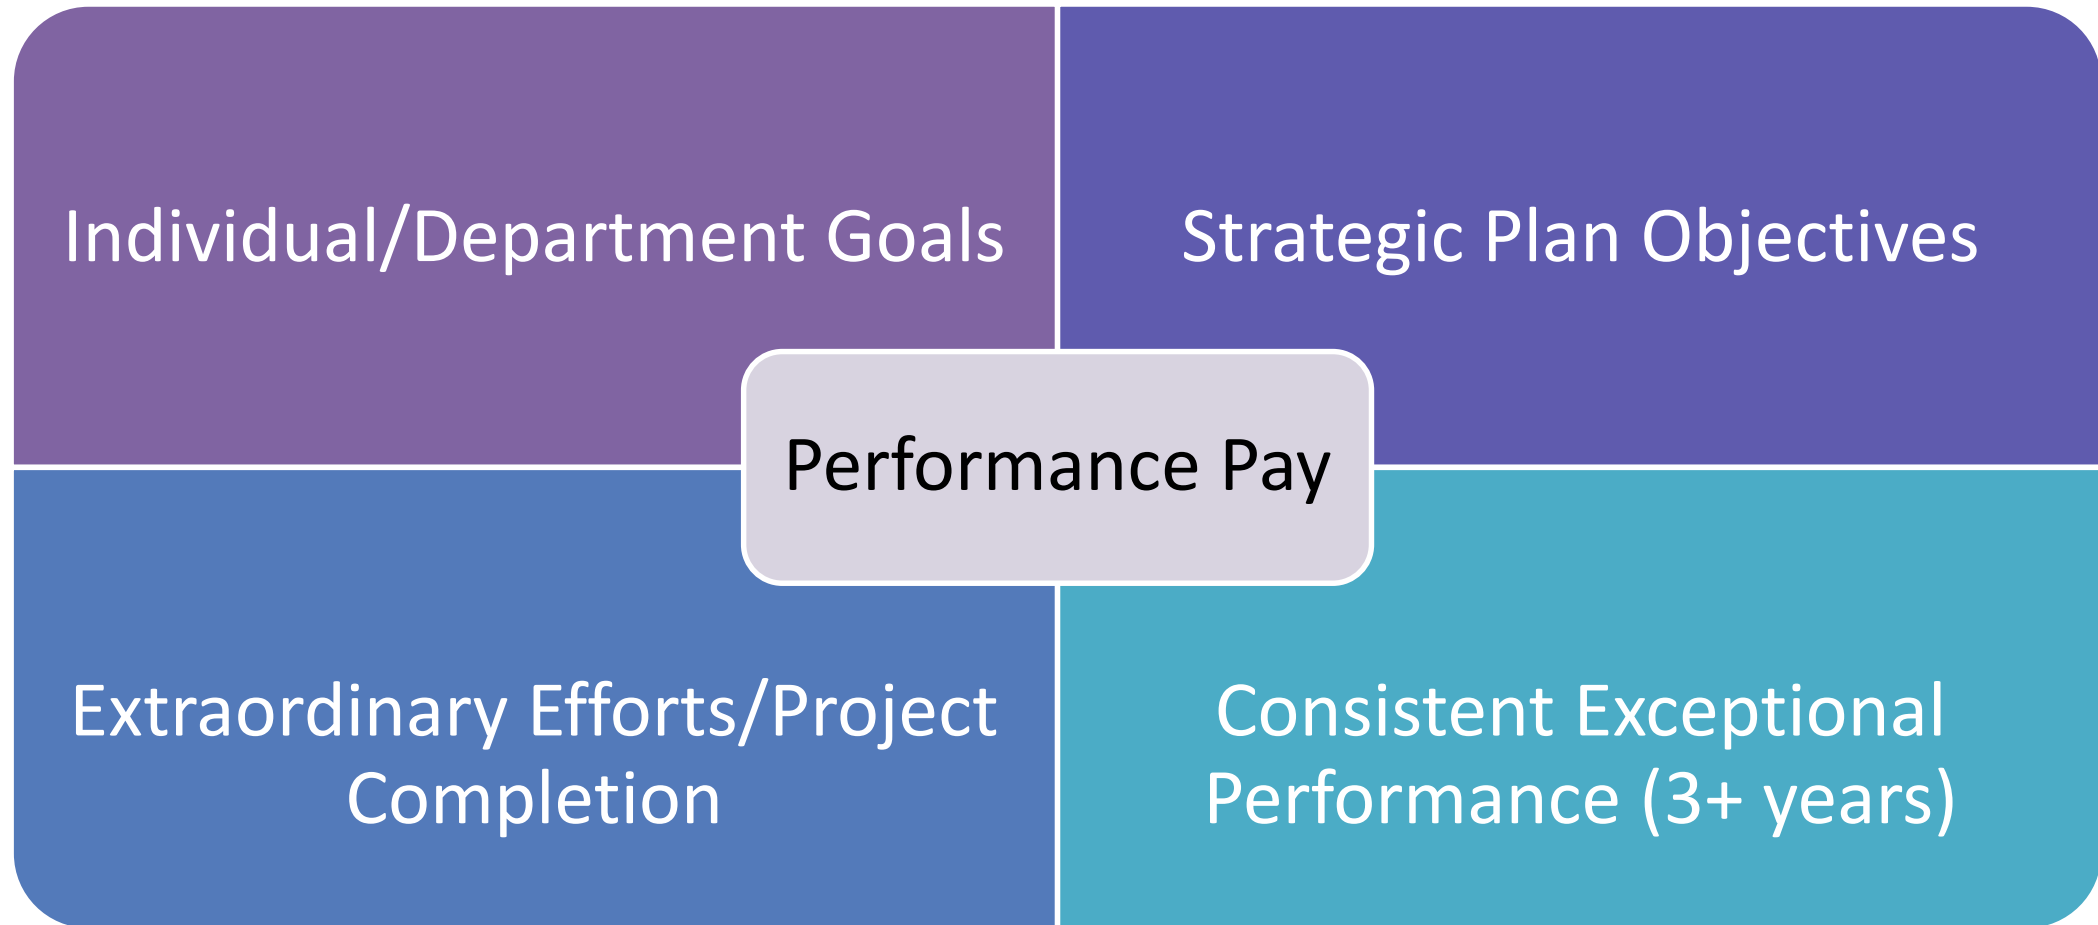 Individual/Department Goals
Strategic Plan Objectives
Performance Pay
Extraordinary Efforts/Project
Completion
Consistent Exceptional
Performance (3+ years)